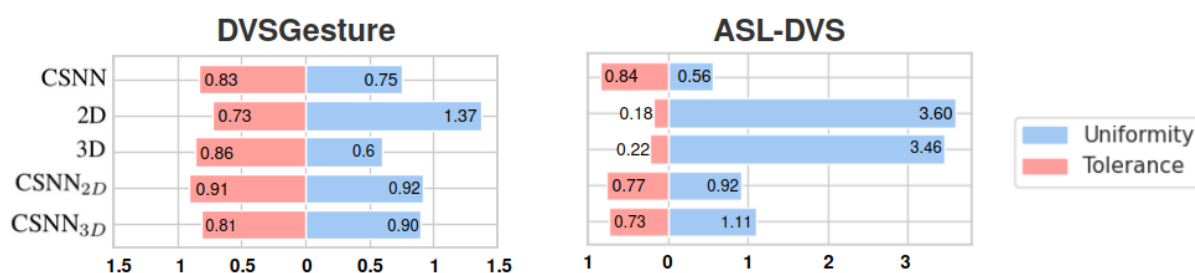 DVSGesture
ASL-DVS
CSNN 0.83 0.75 0.84 0.56
2D 0.73 1.37 0.18 3.60
3D 0.86 0.6 0.22 3.46
CSNN2D 0.91 0.92 0.77 0.92
CSNN3D 0.81 0.90 0.73 1.11
1.5 1 0.5 0 0.5 1 1.5
1 0 1 2 3
Uniformity
Tolerance